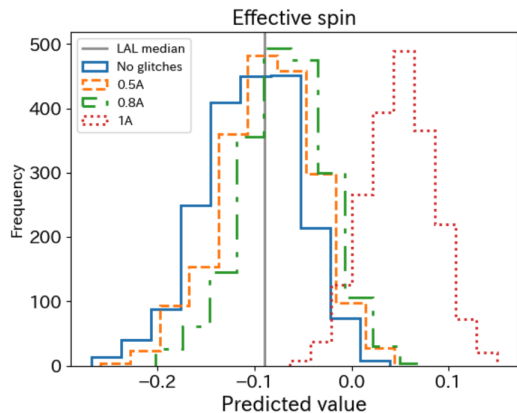 Effective spin
500
400
300
200
100
0
Frequency
LAL median
No glitches
0.5A
0.8A
1A
−0.2
−0.1
0.0
0.1
Predicted value